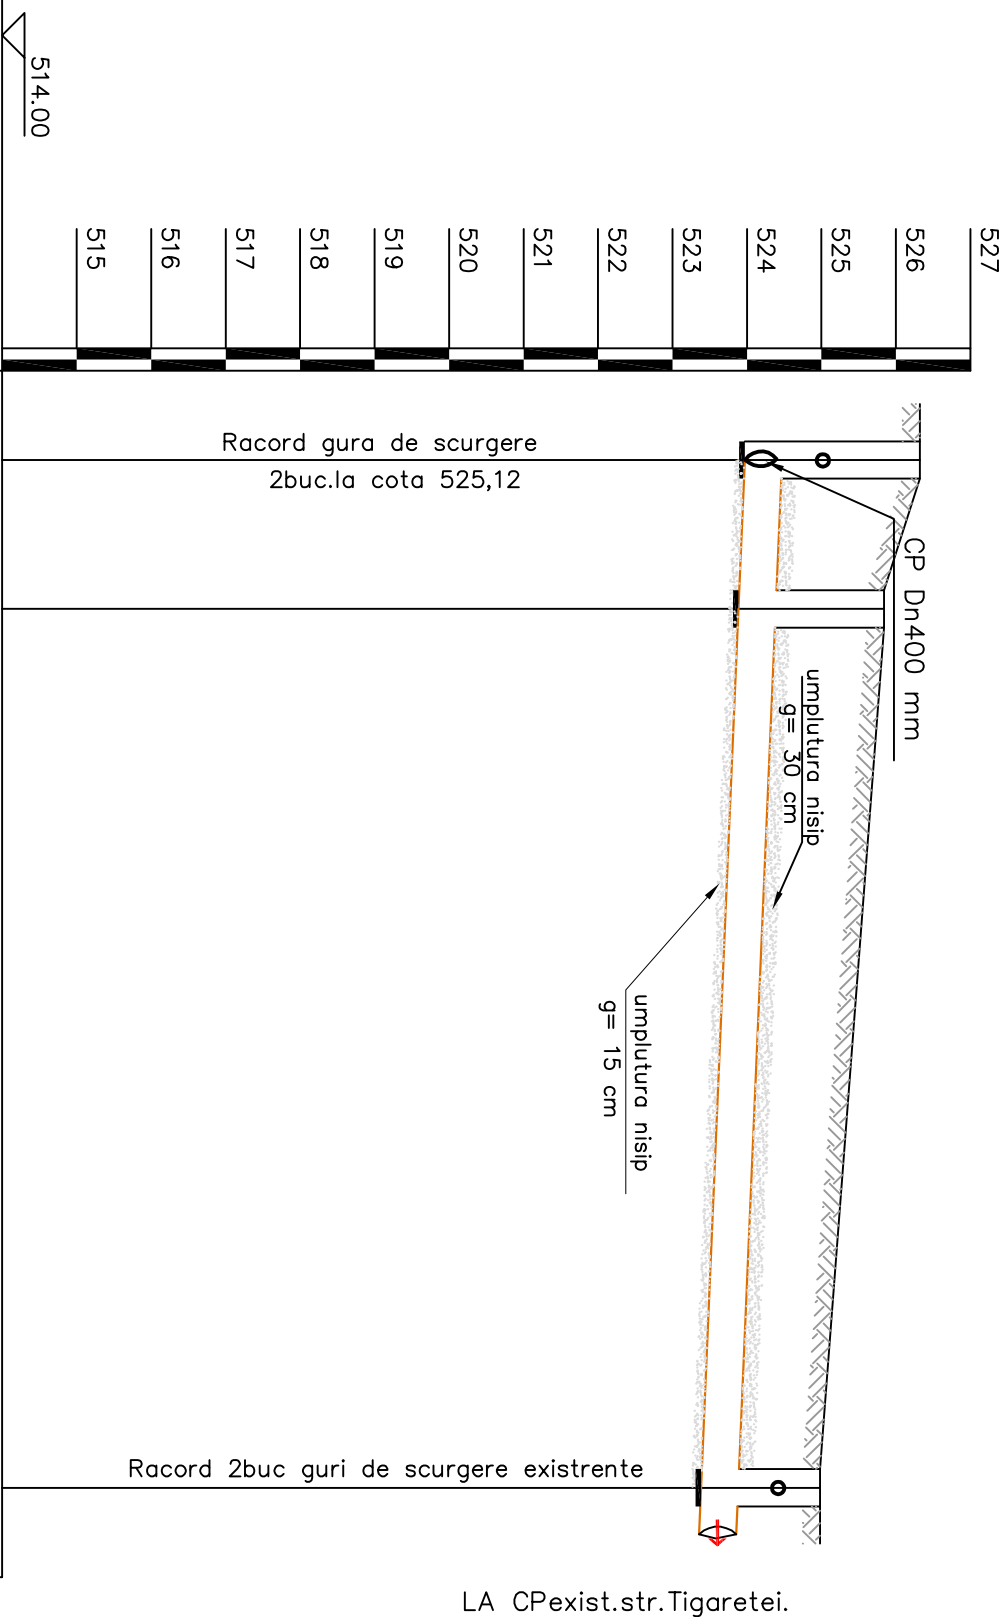 514.00
515
516
517
518
519
520
521
522
523
524
525
526
527
Racord gura de scurgere
2buc.la cota 525,12
CP Dn400 mm
umplutura nisip
g= 30 cm
umplutura nisip
g= 15 cm
Racord 2buc guri de scurgere existrente
LA CPexist.str.Tigaretei.